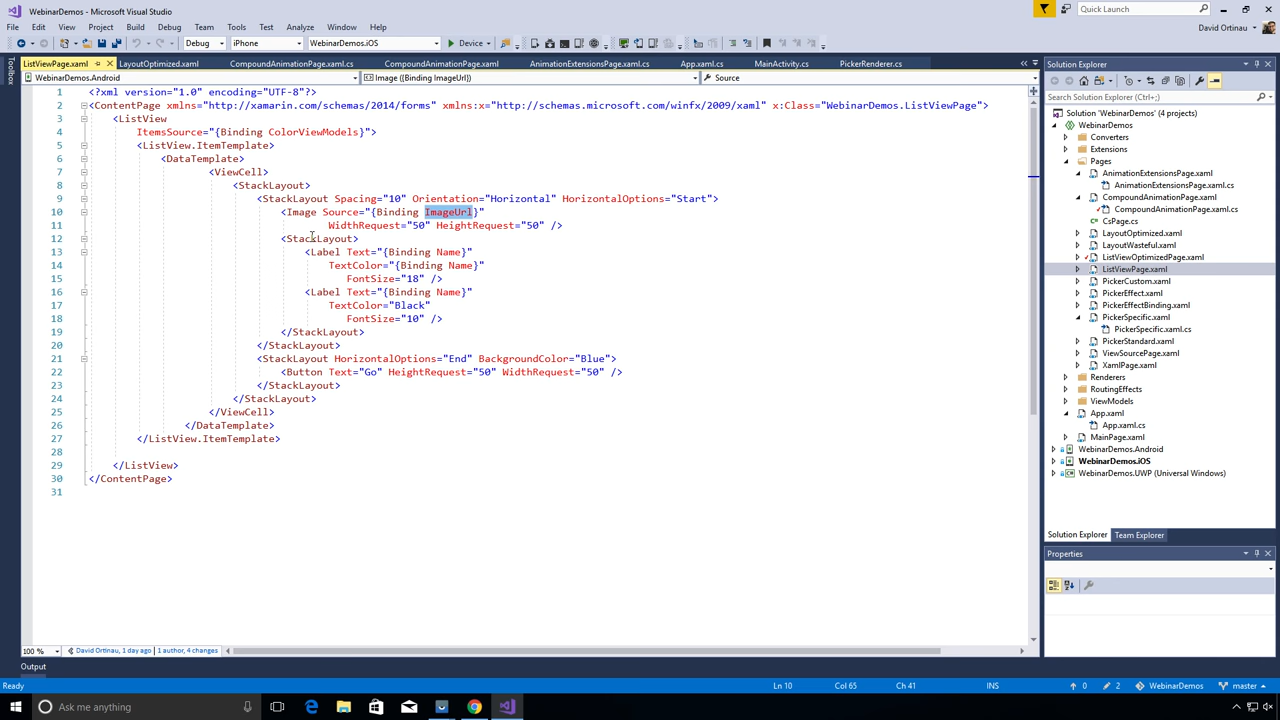 WebinarDemos - Microsoft Visual Studio
Quick Launch (Ctrl+Q)
File Edit View Project Build Debug Team Tools Test Analyze Window Help
David Ortinau
Debug iPhone WebinarDemos.iOS Device
ListViewPage.xaml LayoutOptimized.xaml CompoundAnimationPage.xaml.cs CompoundAnimationPage.xaml AnimationExtensionsPage.xaml App.xaml.cs MainActivity.cs PickerRenderer.cs
WebinarDemos.Android Image ({Binding ImageUrl}) Source
Toolbox
1 <?xml version="1.0" encoding="UTF-8"?>
2 <ContentPage xmlns="http://xamarin.com/schemas/2014/forms" xmlns:x="http://schemas.microsoft.com/winfx/2009/xaml" x:Class="WebinarDemos.ListViewPage">
3 <ListView
4 ItemsSource="{Binding ColorViewModels}">
5 <ListView.ItemTemplate>
6 <DataTemplate>
7 <ViewCell>
8 <StackLayout>
9 <StackLayout Spacing="10" Orientation="Horizontal" HorizontalOptions="Start">
10 <Image Source="{Binding ImageUrl}"
11 WidthRequest="50" HeightRequest="50" />
12 <StackLayout>
13 <Label Text="{Binding Name}"
14 TextColor="{Binding Name}"
15 FontSize="18" />
16 <Label Text="{Binding Name}"
17 TextColor="Black"
18 FontSize="10" />
19 </StackLayout>
20 </StackLayout>
21 <StackLayout HorizontalOptions="End" BackgroundColor="Blue">
22 <Button Text="Go" HeightRequest="50" WidthRequest="50" />
23 </StackLayout>
24 </StackLayout>
25 </ViewCell>
26 </DataTemplate>
27 </ListView.ItemTemplate>
28
29 </ListView>
30 </ContentPage>
31
100 % David Ortinau, 1 day ago | 1 author, 4 changes
Solution Explorer
Search Solution Explorer (Ctrl+;)
Solution 'WebinarDemos' (4 projects)
WebinarDemos
Converters
Extensions
Pages
AnimationExtensionsPage.xaml
AnimationExtensionsPage.xaml.cs
CompoundAnimationPage.xaml
CompoundAnimationPage.xaml.cs
CsPage.cs
LayoutOptimized.xaml
LayoutWasteful.xaml
ListViewOptimizedPage.xaml
ListViewPage.xaml
PickerCustom.xaml
PickerEffect.xaml
PickerEffectBinding.xaml
PickerSpecific.xaml
PickerSpecific.xaml.cs
PickerStandard.xaml
ViewSourcePage.xaml
XamlPage.xaml
Renderers
RoutingEffects
ViewModels
App.xaml
App.xaml.cs
MainPage.xaml
WebinarDemos.Android
WebinarDemos.iOS
WebinarDemos.UWP (Universal Windows)
Solution Explorer Team Explorer
Properties
Output
Ready Ln 10 Col 65 Ch 41 INS 0 2 WebinarDemos master
Ask me anything